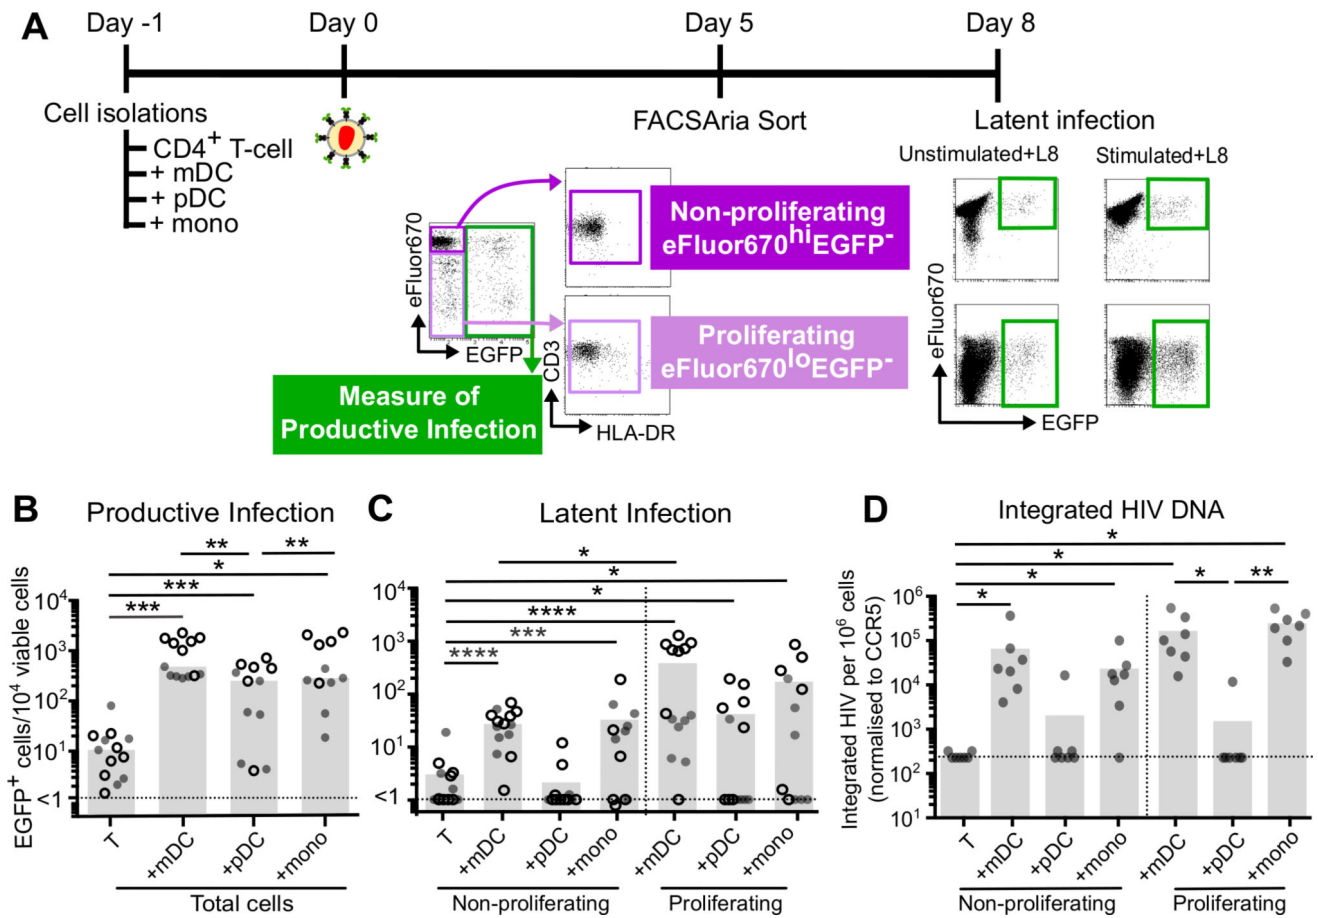 A
Day -1
Day 0
Day 5
Day 8
Cell isolations
CD4+ T-cell
+ mDC
+ pDC
+ mono
FACSAria Sort
Latent infection
Unstimulated+L8
Stimulated+L8
eFluor670
EGFP
Non-proliferating
eFluor670hiEGFP-
Proliferating
eFluor670loEGFP-
CD3
HLA-DR
Measure of
Productive Infection
eFluor670
EGFP
B
Productive Infection
**
**
*
***
***
EGFP+ cells/10^4 viable cells
10^4
10^3
10^2
10^1
<1
T
+mDC
+pDC
+mono
Total cells
C
Latent Infection
*
*
*
****
***
****
10^4
10^3
10^2
10^1
<1
T
+mDC
+pDC
+mono
+mDC
+pDC
+mono
Non-proliferating
Proliferating
D
Integrated HIV DNA
*
*
*
*
*
**
Integrated HIV per 10^6 cells
(normalised to CCR5)
10^6
10^5
10^4
10^3
10^2
10^1
T
+mDC
+pDC
+mono
+mDC
+pDC
+mono
Non-proliferating
Proliferating